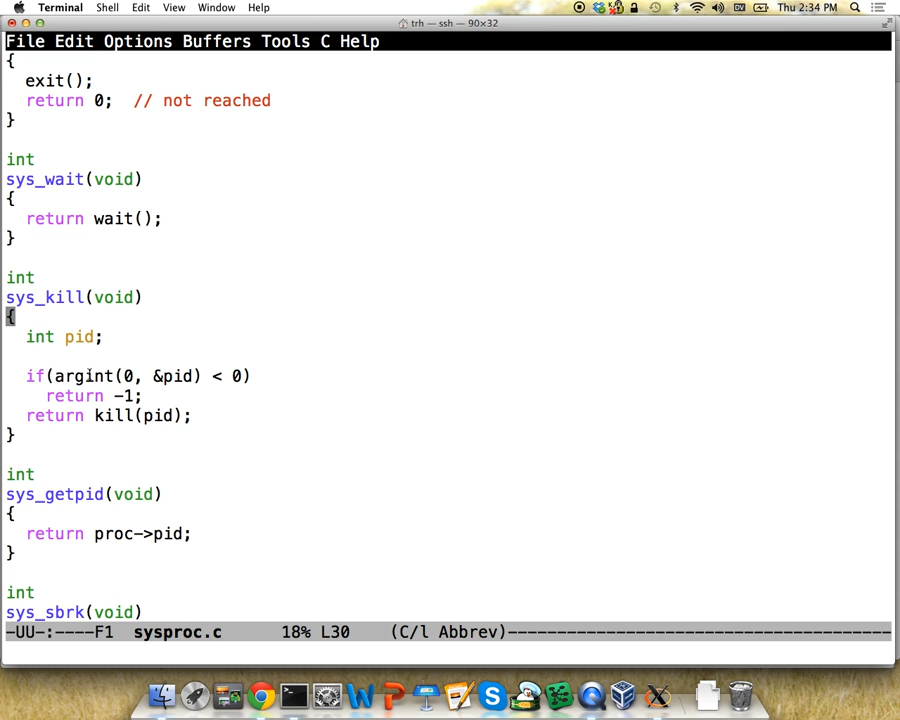 Terminal Shell Edit View Window Help Thu 2:34 PM
trh — ssh — 90×32
File Edit Options Buffers Tools C Help
{
  exit();
  return 0;  // not reached
}
int
sys_wait(void)
{
  return wait();
}
int
sys_kill(void)
{
  int pid;
  if(argint(0, &pid) < 0)
    return -1;
  return kill(pid);
}
int
sys_getpid(void)
{
  return proc->pid;
}
int
sys_sbrk(void)
-UU-:----F1  sysproc.c      18% L30    (C/l Abbrev)---------------------------------------